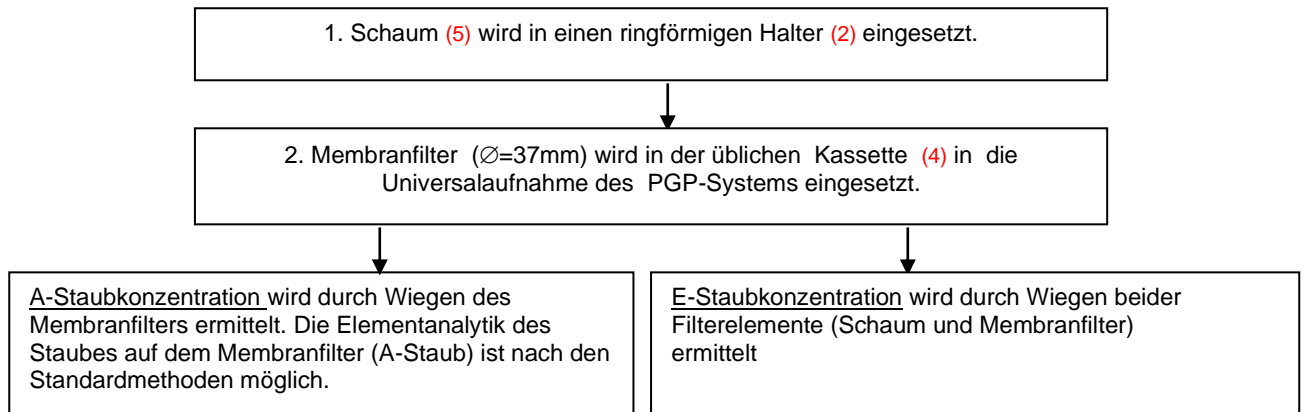 1. Schaum (5) wird in einen ringförmigen Halter (2) eingesetzt.
2. Membranfilter (∅=37mm) wird in der üblichen Kassette (4) in die
Universalaufnahme des PGP-Systems eingesetzt.
A-Staubkonzentration wird durch Wiegen des
Membranfilters ermittelt. Die Elementanalytik des
Staubes auf dem Membranfilter (A-Staub) ist nach den
Standardmethoden möglich.
E-Staubkonzentration wird durch Wiegen beider
Filterelemente (Schaum und Membranfilter)
ermittelt